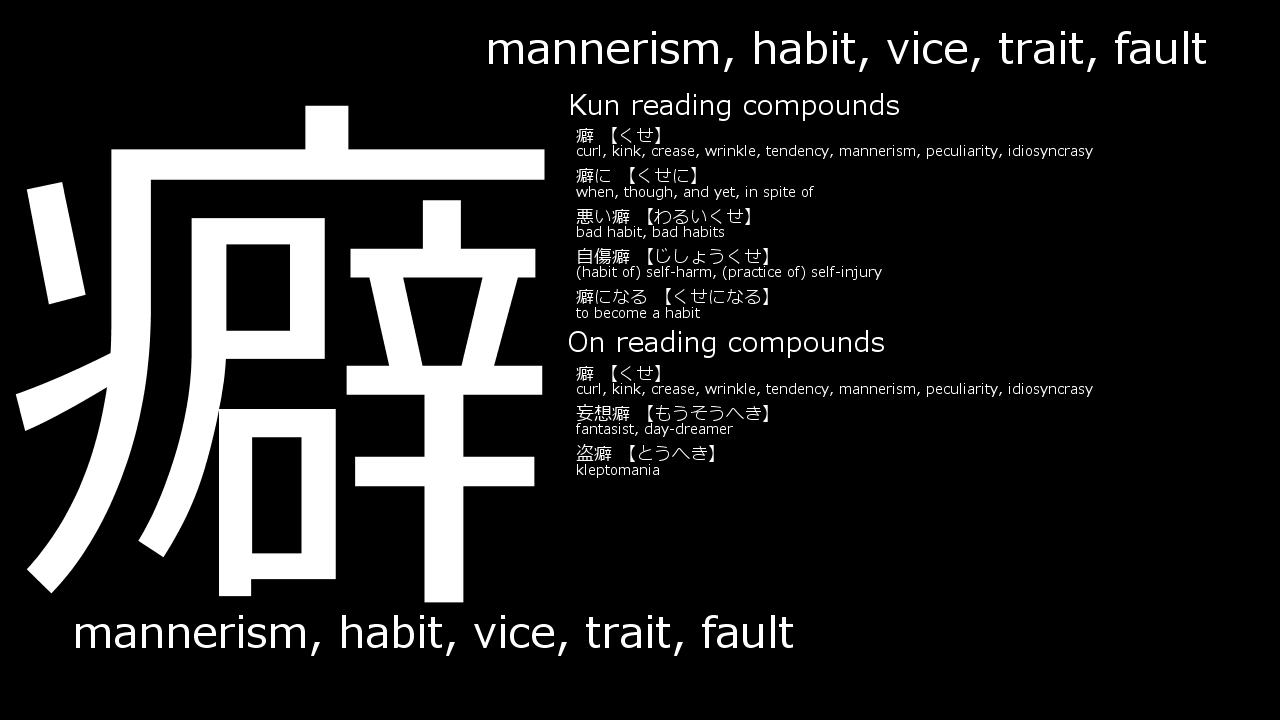 mannerism, habit, vice, trait, fault
癖
Kun reading compounds
癖 【くせ】
curl, kink, crease, wrinkle, tendency, mannerism, peculiarity, idiosyncrasy
癖に 【くせに】
when, though, and yet, in spite of
悪い癖 【わるいくせ】
bad habit, bad habits
自傷癖 【じしょうくせ】
(habit of) self-harm, (practice of) self-injury
癖になる 【くせになる】
to become a habit
On reading compounds
癖 【くせ】
curl, kink, crease, wrinkle, tendency, mannerism, peculiarity, idiosyncrasy
妄想癖 【もうそうへき】
fantasist, day-dreamer
盗癖 【とうへき】
kleptomania
mannerism, habit, vice, trait, fault